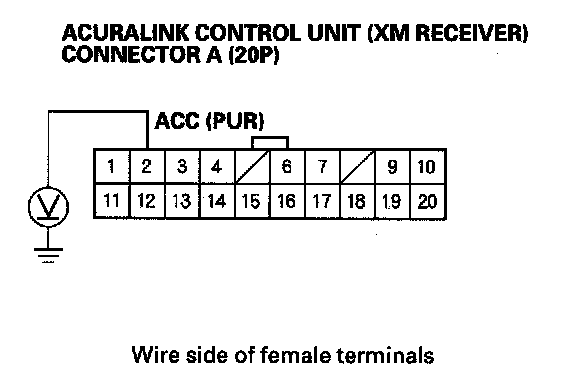 ACURALINK CONTROL UNIT (XM RECEIVER)
CONNECTOR A (20P)
ACC (PUR)
1 2 3 4 6 7 9 10
V
11 12 13 14 15 16 17 18 19 20
Wire side of female terminals